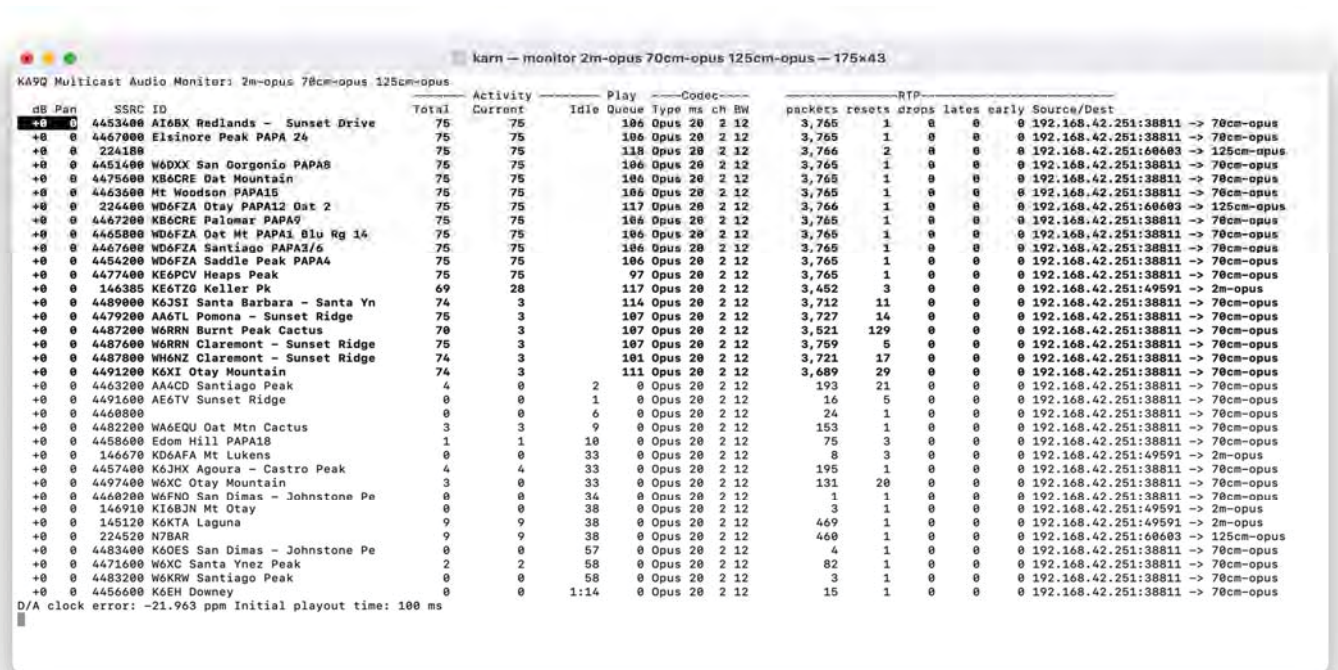 karn — monitor 2m-opus 70cm-opus 125cm-opus — 175×43
KA9Q Multicast Audio Monitor: 2m-opus 70cm-opus 125cm-opus
Activity Play Codec RTP
dB Pan SSRC ID Total Current Idle Queue Type ms ch BW packets resets drops lates early Source/Dest
+0 0 4453400 AI6BX Redlands - Sunset Drive 75 75 106 Opus 20 2 12 3,765 1 0 0 0 192.168.42.251:38811 -> 70cm-opus
+0 0 4467000 Elsinore Peak PAPA 24 75 75 106 Opus 20 2 12 3,765 1 0 0 0 192.168.42.251:38811 -> 70cm-opus
+0 0 224180 75 75 118 Opus 20 2 12 3,766 2 0 0 0 192.168.42.251:60603 -> 125cm-opus
+0 0 4451400 W6DXX San Gorgonio PAPA8 75 75 106 Opus 20 2 12 3,765 1 0 0 0 192.168.42.251:38811 -> 70cm-opus
+0 0 4475600 KB6CRE Oat Mountain 75 75 106 Opus 20 2 12 3,765 1 0 0 0 192.168.42.251:38811 -> 70cm-opus
+0 0 4463600 Mt Woodson PAPA15 75 75 106 Opus 20 2 12 3,765 1 0 0 0 192.168.42.251:38811 -> 70cm-opus
+0 0 224400 WD6FZA Otay PAPA12 Oat 2 75 75 117 Opus 20 2 12 3,766 1 0 0 0 192.168.42.251:60603 -> 125cm-opus
+0 0 4467200 KB6CRE Palomar PAPA9 75 75 106 Opus 20 2 12 3,765 1 0 0 0 192.168.42.251:38811 -> 70cm-opus
+0 0 4465800 WD6FZA Oat Mt PAPA1 Blu Rg 14 75 75 106 Opus 20 2 12 3,765 1 0 0 0 192.168.42.251:38811 -> 70cm-opus
+0 0 4467600 WD6FZA Santiago PAPA3/6 75 75 106 Opus 20 2 12 3,765 1 0 0 0 192.168.42.251:38811 -> 70cm-opus
+0 0 4454200 WD6FZA Saddle Peak PAPA4 75 75 106 Opus 20 2 12 3,765 1 0 0 0 192.168.42.251:38811 -> 70cm-opus
+0 0 4477400 KE6PCV Heaps Peak 75 75 97 Opus 20 2 12 3,765 1 0 0 0 192.168.42.251:38811 -> 70cm-opus
+0 0 146385 KE6TZG Keller Pk 69 28 117 Opus 20 2 12 3,452 3 0 0 0 192.168.42.251:49591 -> 2m-opus
+0 0 4489000 K6JSI Santa Barbara - Santa Yn 74 3 114 Opus 20 2 12 3,712 11 0 0 0 192.168.42.251:38811 -> 70cm-opus
+0 0 4479200 AA6TL Pomona - Sunset Ridge 75 3 107 Opus 20 2 12 3,727 14 0 0 0 192.168.42.251:38811 -> 70cm-opus
+0 0 4487200 W6RRN Burnt Peak Cactus 70 3 107 Opus 20 2 12 3,521 129 0 0 0 192.168.42.251:38811 -> 70cm-opus
+0 0 4487600 W6RRN Claremont - Sunset Ridge 75 3 107 Opus 20 2 12 3,759 5 0 0 0 192.168.42.251:38811 -> 70cm-opus
+0 0 4487800 WH6NZ Claremont - Sunset Ridge 74 3 101 Opus 20 2 12 3,721 17 0 0 0 192.168.42.251:38811 -> 70cm-opus
+0 0 4491200 K6XI Otay Mountain 74 3 111 Opus 20 2 12 3,689 29 0 0 0 192.168.42.251:38811 -> 70cm-opus
+0 0 4463200 AA4CD Santiago Peak 4 0 2 0 Opus 20 2 12 193 21 0 0 0 192.168.42.251:38811 -> 70cm-opus
+0 0 4491600 AE6TV Sunset Ridge 0 0 1 0 Opus 20 2 12 16 5 0 0 0 192.168.42.251:38811 -> 70cm-opus
+0 0 4460800 0 0 6 0 Opus 20 2 12 24 1 0 0 0 192.168.42.251:38811 -> 70cm-opus
+0 0 4482200 WA6EQU Oat Mtn Cactus 3 3 9 0 Opus 20 2 12 153 1 0 0 0 192.168.42.251:38811 -> 70cm-opus
+0 0 4458600 Edom Hill PAPA18 1 1 10 0 Opus 20 2 12 75 3 0 0 0 192.168.42.251:38811 -> 70cm-opus
+0 0 146670 KD6AFA Mt Lukens 0 0 33 0 Opus 20 2 12 8 3 0 0 0 192.168.42.251:49591 -> 2m-opus
+0 0 4457400 K6JHX Agoura - Castro Peak 4 4 33 0 Opus 20 2 12 195 1 0 0 0 192.168.42.251:38811 -> 70cm-opus
+0 0 4497400 W6XC Otay Mountain 3 0 33 0 Opus 20 2 12 131 20 0 0 0 192.168.42.251:38811 -> 70cm-opus
+0 0 4460200 W6FNO San Dimas - Johnstone Pe 0 0 34 0 Opus 20 2 12 1 1 0 0 0 192.168.42.251:38811 -> 70cm-opus
+0 0 146910 KI6BJN Mt Otay 0 0 38 0 Opus 20 2 12 3 1 0 0 0 192.168.42.251:49591 -> 2m-opus
+0 0 145120 K6KTA Laguna 9 9 38 0 Opus 20 2 12 469 1 0 0 0 192.168.42.251:49591 -> 2m-opus
+0 0 224520 N7BAR 9 9 38 0 Opus 20 2 12 460 1 0 0 0 192.168.42.251:60603 -> 125cm-opus
+0 0 4483400 K6OES San Dimas - Johnstone Pe 0 0 57 0 Opus 20 2 12 4 1 0 0 0 192.168.42.251:38811 -> 70cm-opus
+0 0 4471600 W6XC Santa Ynez Peak 2 2 58 0 Opus 20 2 12 82 1 0 0 0 192.168.42.251:38811 -> 70cm-opus
+0 0 4483200 W6KRW Santiago Peak 0 0 58 0 Opus 20 2 12 3 1 0 0 0 192.168.42.251:38811 -> 70cm-opus
+0 0 4456600 K6EH Downey 0 0 1:14 0 Opus 20 2 12 15 1 0 0 0 192.168.42.251:38811 -> 70cm-opus
D/A clock error: -21.963 ppm Initial playout time: 100 ms